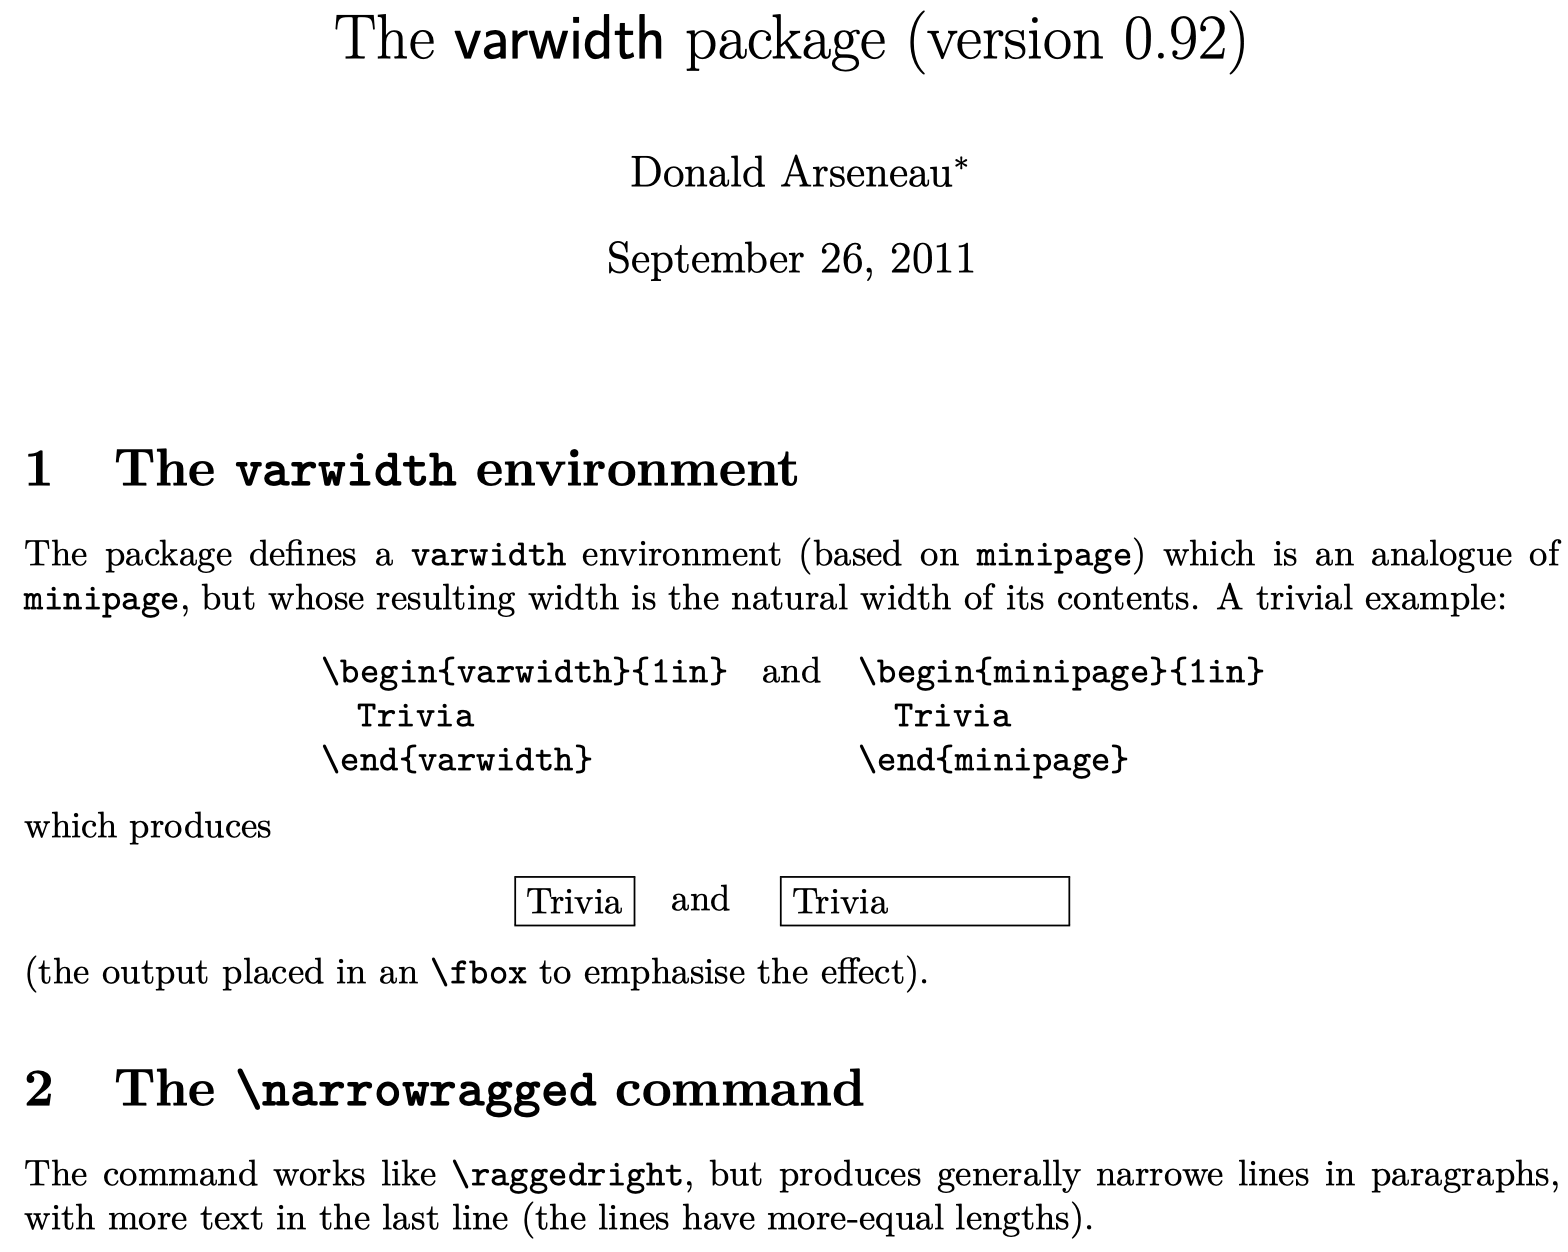 The varwidth package (version 0.92)
Donald Arseneau*
September 26, 2011
1 The varwidth environment
The package defines a varwidth environment (based on minipage) which is an analogue of
minipage, but whose resulting width is the natural width of its contents. A trivial example:
\begin{varwidth}{1in} and \begin{minipage}{1in}
Trivia Trivia
\end{varwidth} \end{minipage}
which produces
Trivia and Trivia
(the output placed in an \fbox to emphasise the effect).
2 The \narrowragged command
The command works like \raggedright, but produces generally narrowe lines in paragraphs,
with more text in the last line (the lines have more-equal lengths).